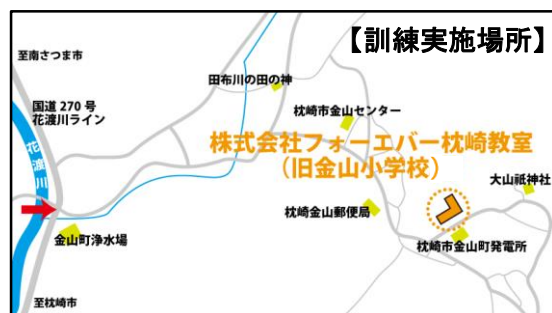 【訓練実施場所】
至南さつま市
田布川の田の神
国道270号
花渡川ライン
枕崎市金山センター
株式会社フォーエバー枕崎教室
(旧金山小学校)
花渡川
大山祇神社
枕崎金山郵便局
金山町浄水場
枕崎市金山町発電所
至枕崎市